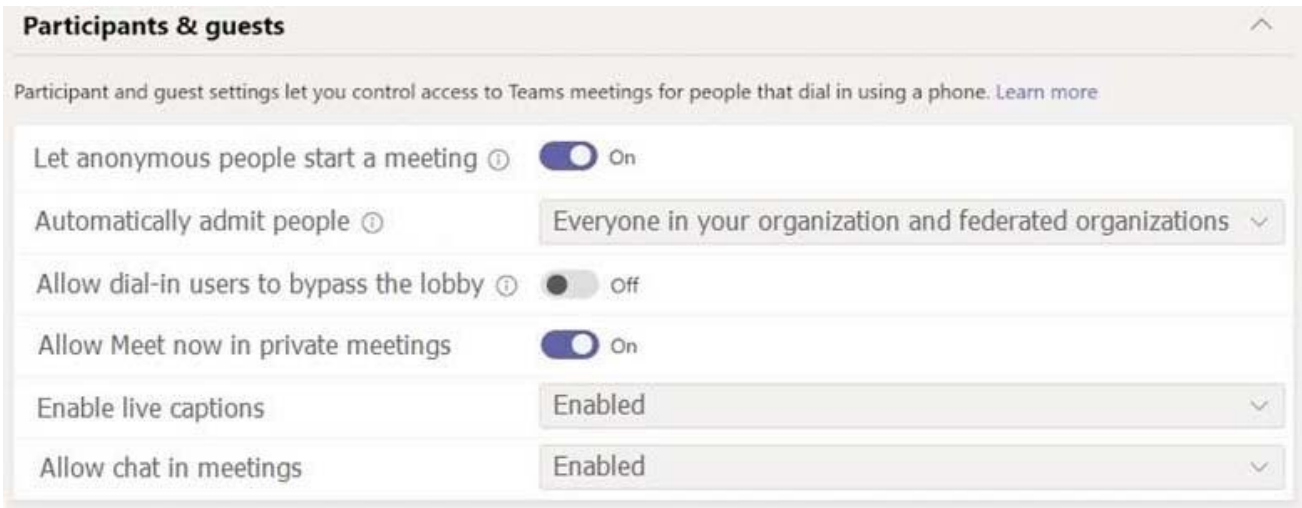 Participants & guests
Participant and guest settings let you control access to Teams meetings for people that dial in using a phone. Learn more
Let anonymous people start a meeting On
Automatically admit people Everyone in your organization and federated organizations
Allow dial-in users to bypass the lobby Off
Allow Meet now in private meetings On
Enable live captions Enabled
Allow chat in meetings Enabled